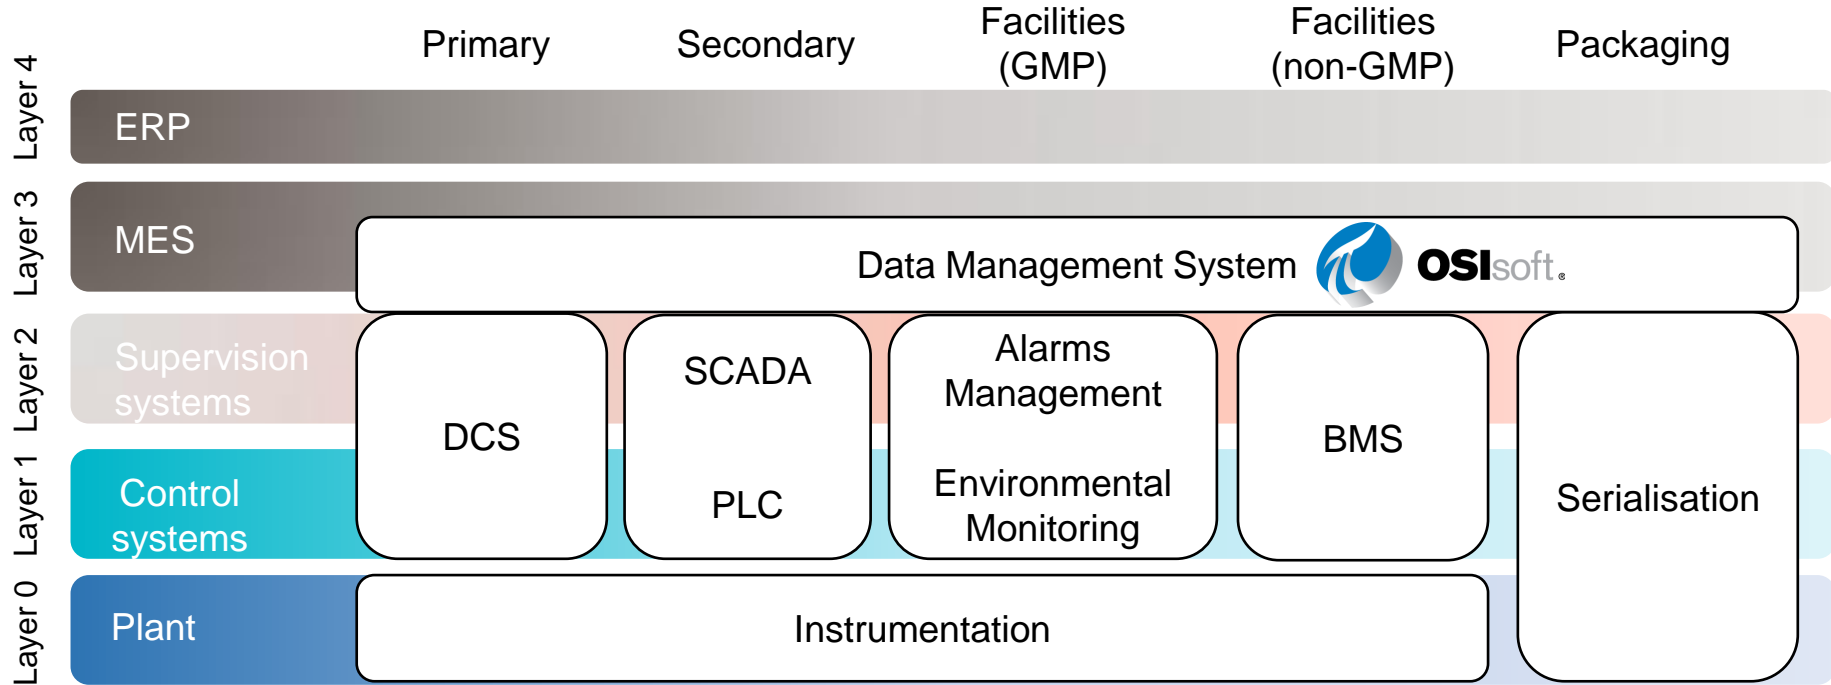 Primary
Secondary
Facilities
(GMP)
Facilities
(non-GMP)
Packaging
Layer 4
ERP
Layer 3
MES
Data Management System
OSIsoft®
Layer 2
Supervision
systems
SCADA
Alarms
Management
DCS
BMS
Layer 1
Control
systems
PLC
Environmental
Monitoring
Serialisation
Layer 0
Plant
Instrumentation